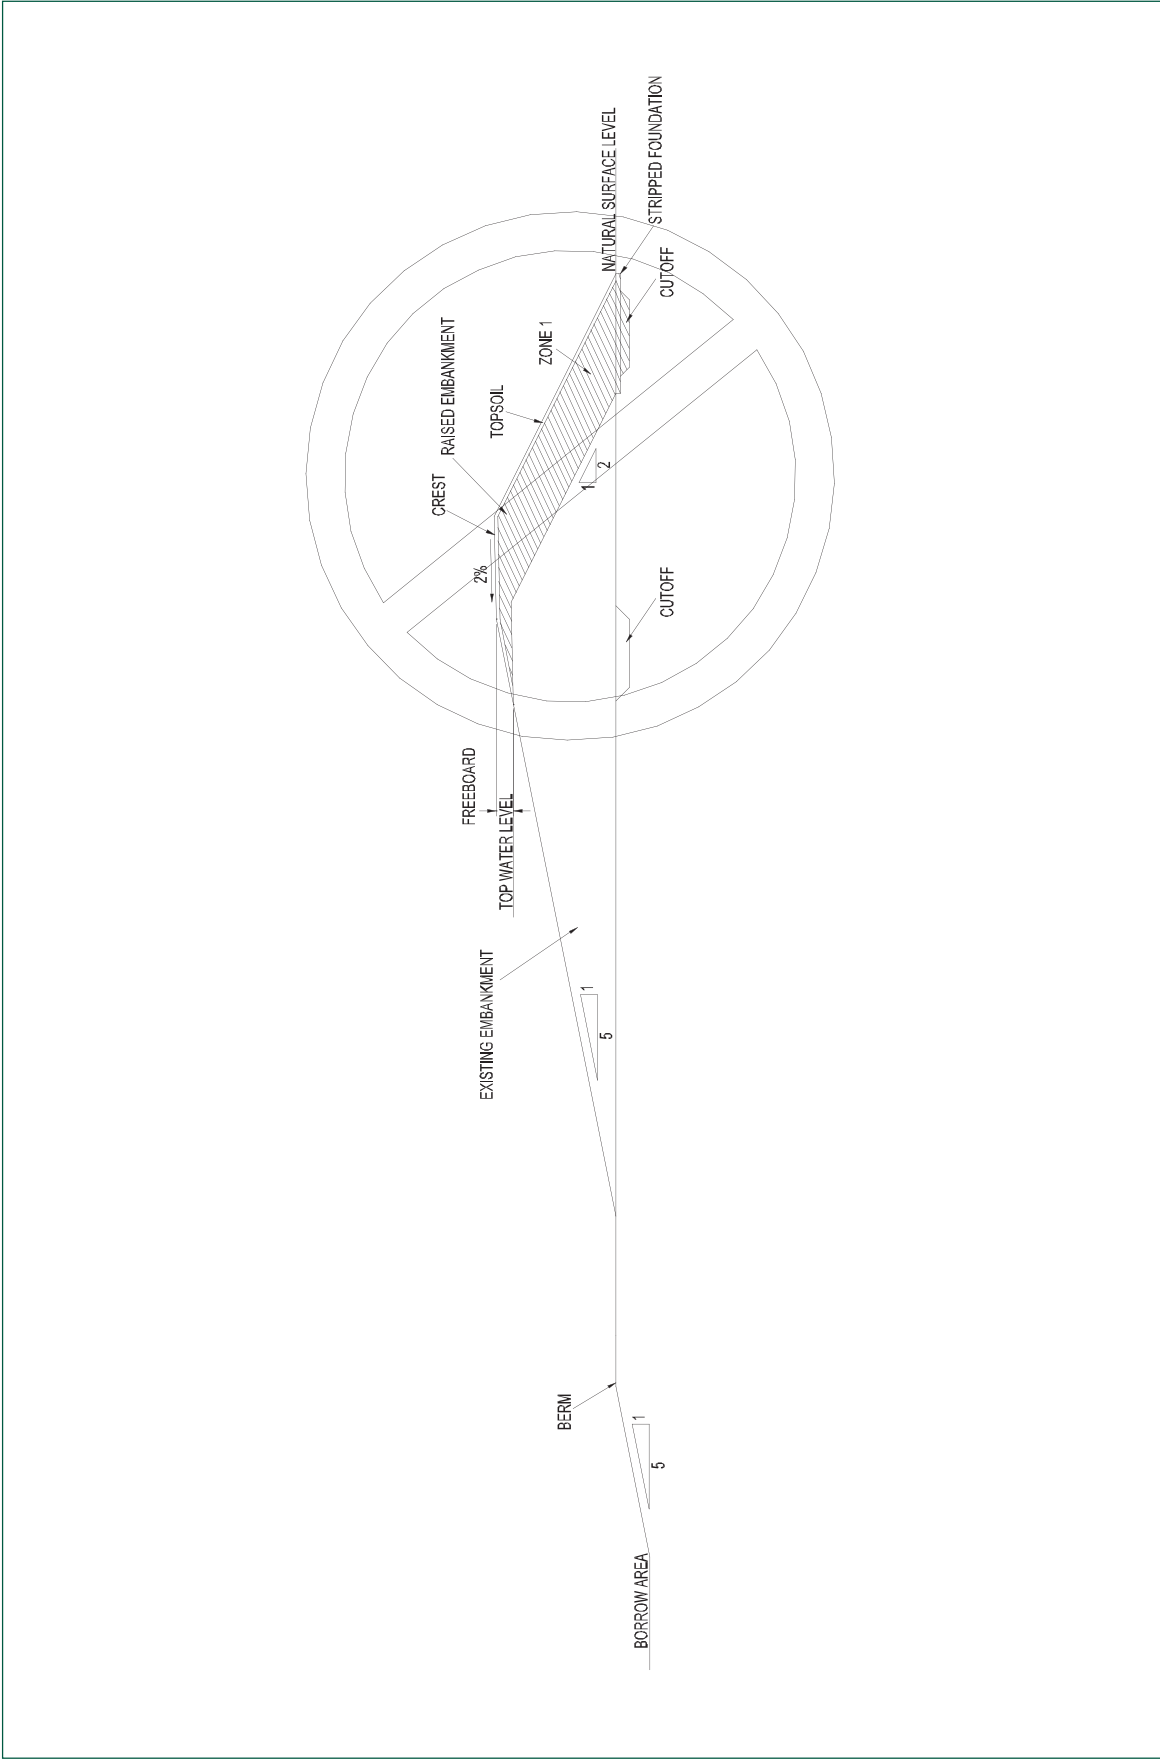 CREST
RAISED EMBANKMENT
FREEBOARD
2%
EXISTING EMBANKMENT
TOPSOIL
TOP WATER LEVEL
ZONE 1
BERM
1
5
1
2
NATURAL SURFACE LEVEL
BORROW AREA
1
5
STRIPPED FOUNDATION
CUTOFF
CUTOFF